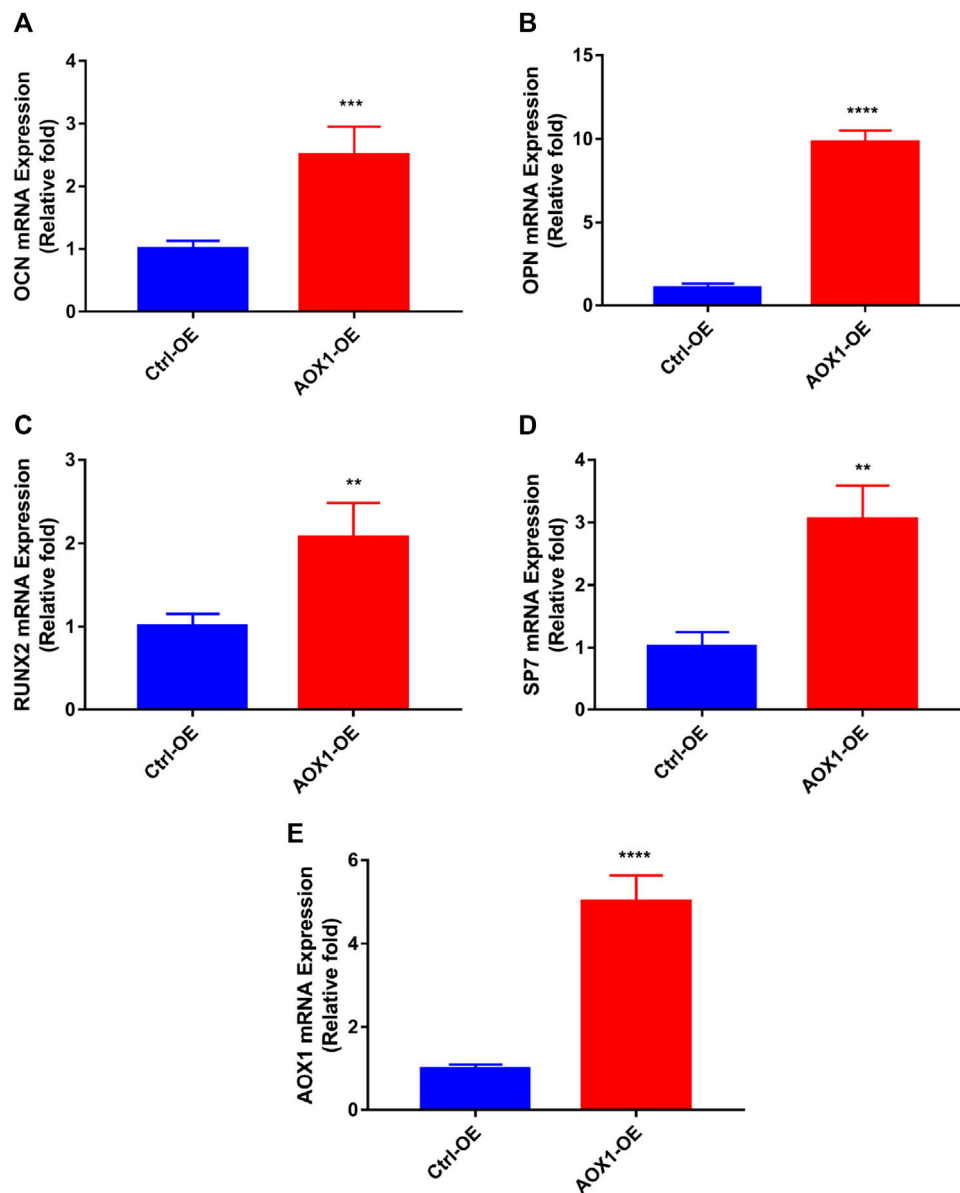 A
OCN mRNA Expression
(Relative fold)
4
3
2
1
0
***
Ctrl-OE
AOX1-OE
B
OPN mRNA Expression
(Relative fold)
15
10
5
0
****
Ctrl-OE
AOX1-OE
C
RUNX2 mRNA Expression
(Relative fold)
3
2
1
0
**
Ctrl-OE
AOX1-OE
D
SP7 mRNA Expression
(Relative fold)
4
3
2
1
0
**
Ctrl-OE
AOX1-OE
E
AOX1 mRNA Expression
(Relative fold)
6
4
2
0
****
Ctrl-OE
AOX1-OE